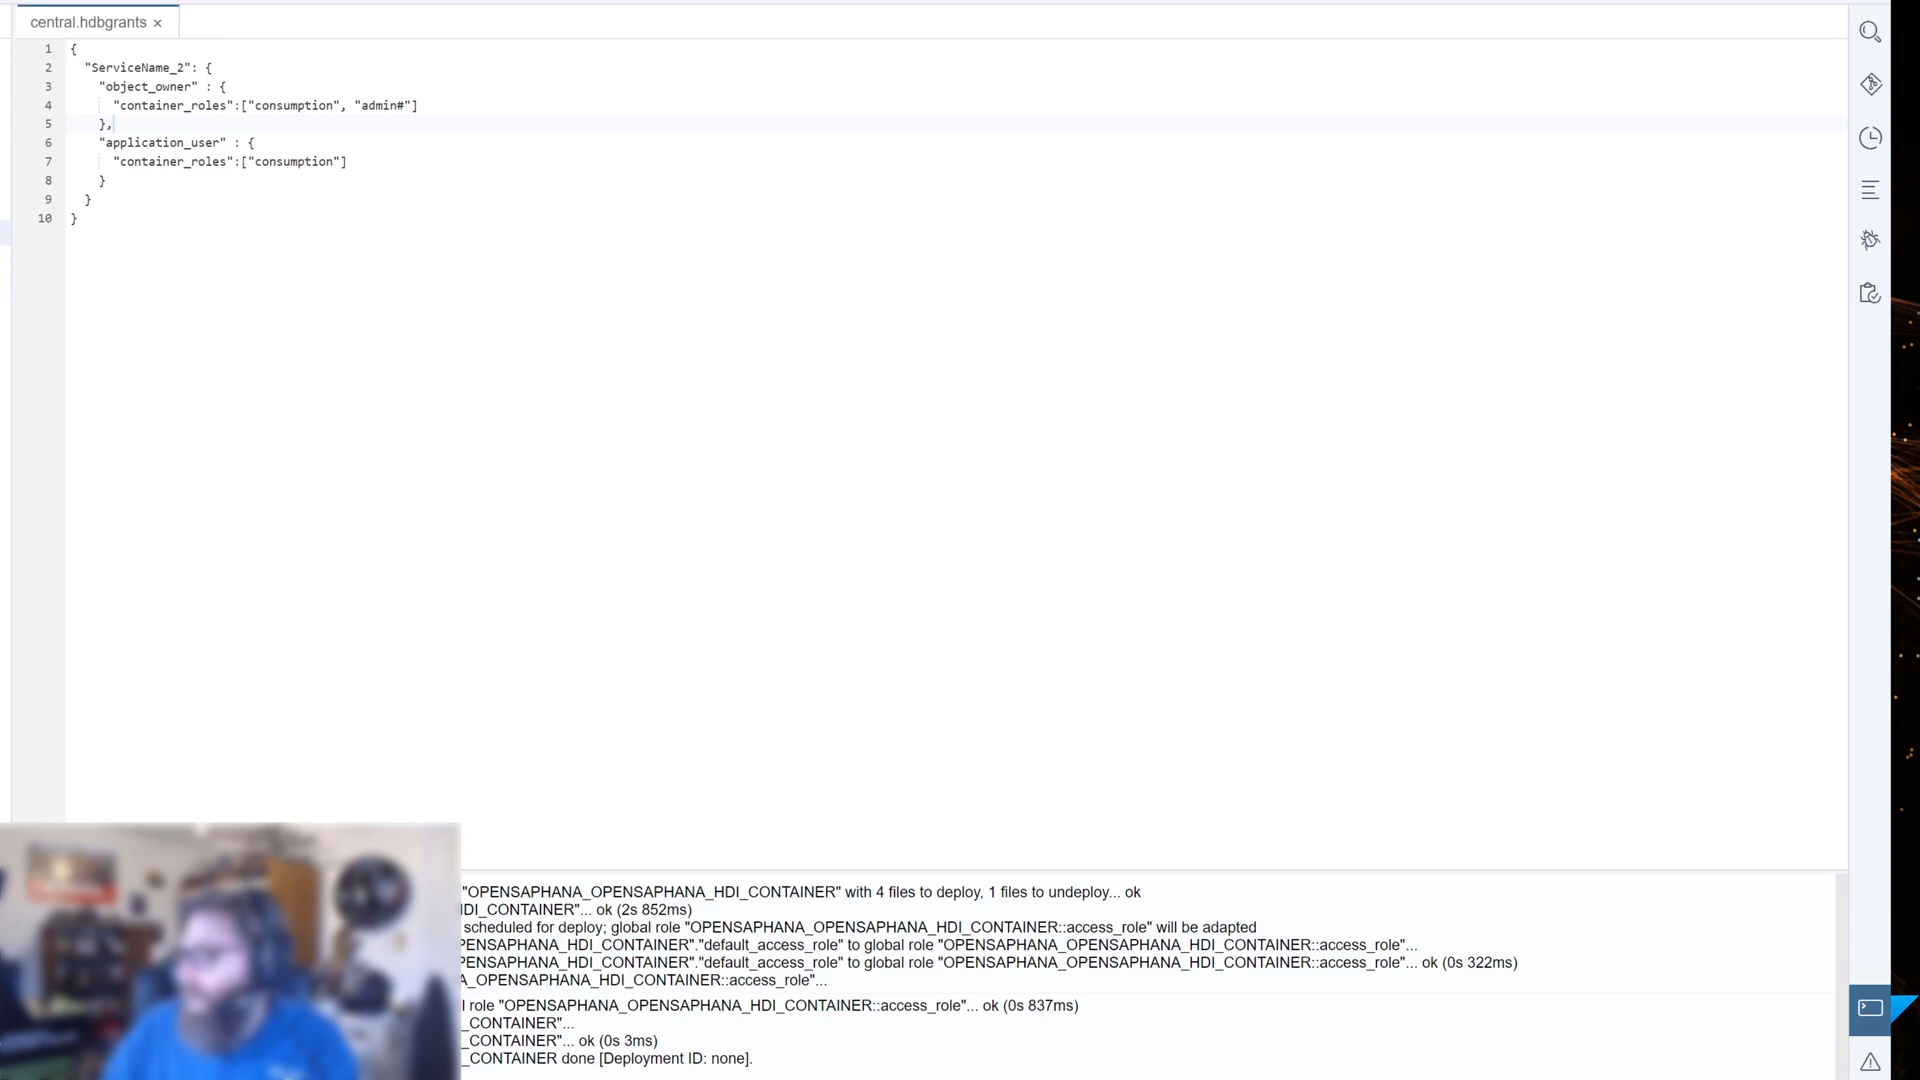 central.hdbgrants ×
1 {
2 "ServiceName_2": {
3 "object_owner" : {
4 "container_roles":["consumption", "admin#"]
5 },
6 "application_user" : {
7 "container_roles":["consumption"]
8 }
9 }
10 }
"OPENSAPHANA_OPENSAPHANA_HDI_CONTAINER" with 4 files to deploy, 1 files to undeploy... ok
HDI_CONTAINER"... ok (2s 852ms)
scheduled for deploy; global role "OPENSAPHANA_OPENSAPHANA_HDI_CONTAINER::access_role" will be adapted
PENSAPHANA_HDI_CONTAINER"."default_access_role" to global role "OPENSAPHANA_OPENSAPHANA_HDI_CONTAINER::access_role"...
PENSAPHANA_HDI_CONTAINER"."default_access_role" to global role "OPENSAPHANA_OPENSAPHANA_HDI_CONTAINER::access_role"... ok (0s 322ms)
A_OPENSAPHANA_HDI_CONTAINER::access_role"...
l role "OPENSAPHANA_OPENSAPHANA_HDI_CONTAINER::access_role"... ok (0s 837ms)
_CONTAINER"...
_CONTAINER"... ok (0s 3ms)
_CONTAINER done [Deployment ID: none].